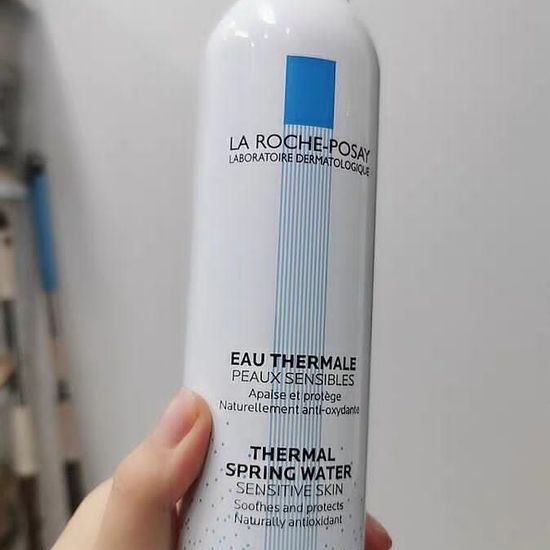 LA ROCHE-POSAY
LABORATOIRE DERMATOLOGIQUE
EAU THERMALE
PEAUX SENSIBLES
Apaise et protège
Naturellement anti-oxydante
THERMAL
SPRING WATER
SENSITIVE SKIN
Soothes and protects
Naturally antioxidant